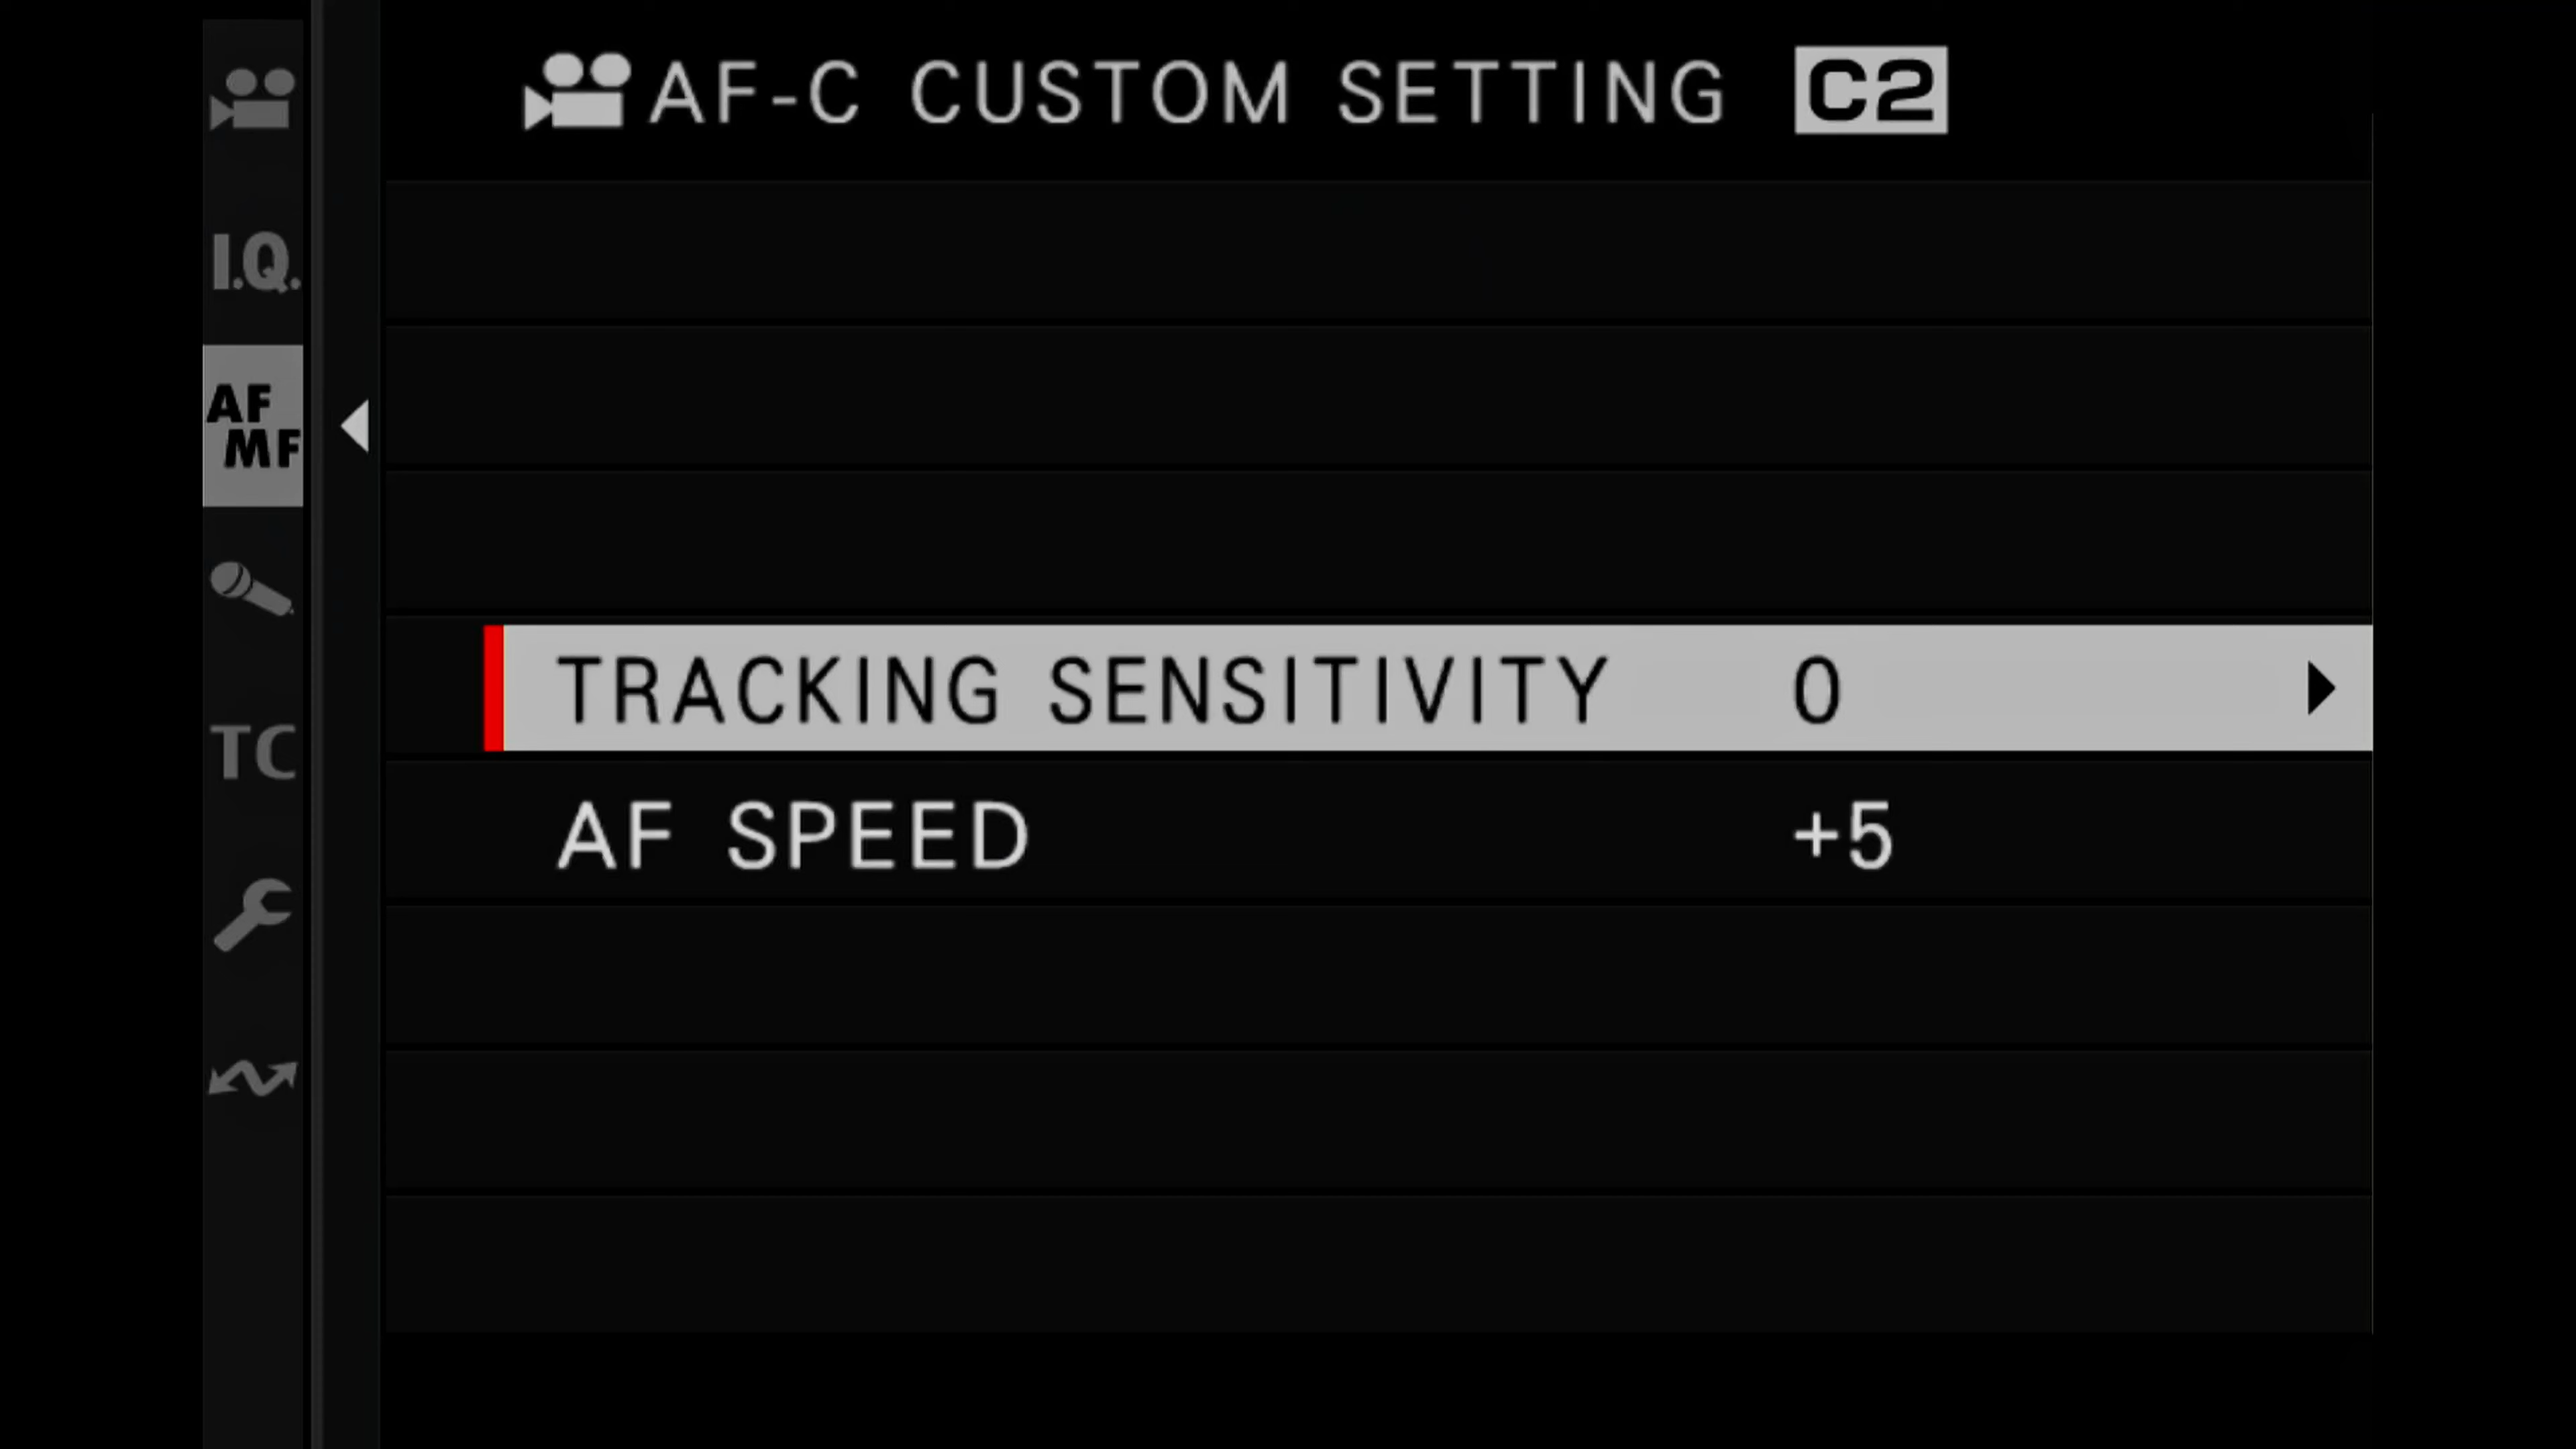 AF-C CUSTOM SETTING C2
I.Q.
AF
MF
TRACKING SENSITIVITY 0
TC
AF SPEED +5